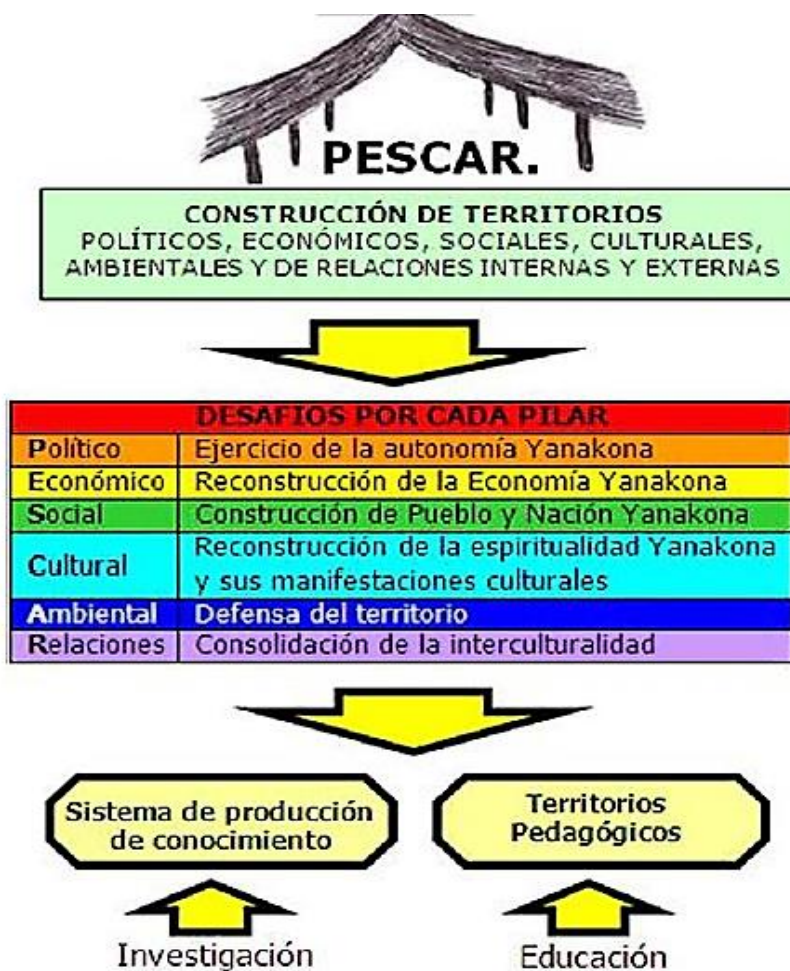 PESCAR.
CONSTRUCCIÓN DE TERRITORIOS
POLÍTICOS, ECONÓMICOS, SOCIALES, CULTURALES,
AMBIENTALES Y DE RELACIONES INTERNAS Y EXTERNAS
DESAFIOS POR CADA PILAR
Político Ejercicio de la autonomía Yanakona
Económico Reconstrucción de la Economía Yanakona
Social Construcción de Pueblo y Nación Yanakona
Cultural Reconstrucción de la espiritualidad Yanakona
y sus manifestaciones culturales
Ambiental Defensa del territorio
Relaciones Consolidación de la interculturalidad
Sistema de producción
de conocimiento
Territorios
Pedagógicos
Investigación
Educación